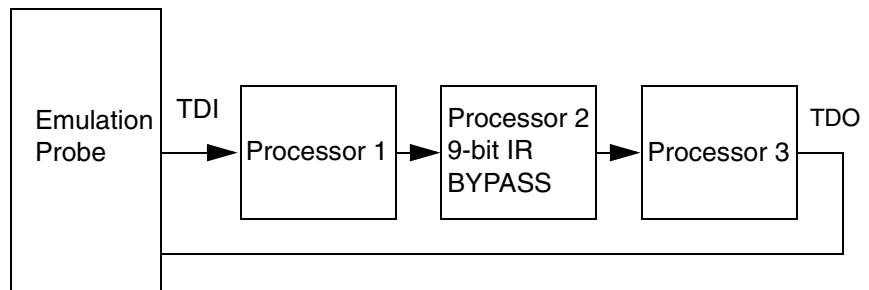 Emulation
Probe
TDI
Processor 1
Processor 2
9-bit IR
BYPASS
Processor 3
TDO